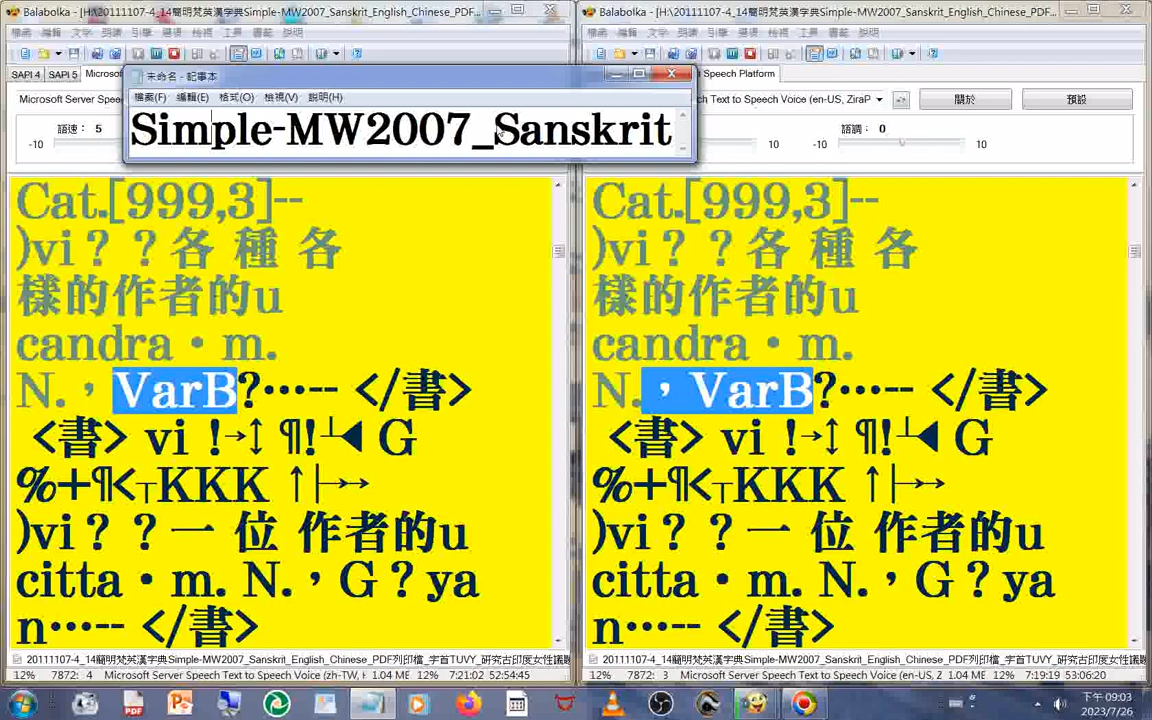 Balabolka - [H:\20111107-4_14簡明梵英漢字典Simple-MW2007_Sanskrit_English_Chinese_PDF...
Balabolka - [H:\20111107-4_14簡明梵英漢字典Simple-MW2007_Sanskrit_English_Chinese_PDF...
SAPI 4 SAPI 5 Microso
Speech Platform
未命名 - 記事本
檔案(F) 編輯(E) 格式(O) 檢視(V) 說明(H)
Simple-MW2007_Sanskrit
Microsoft Server Spee
ch Text to Speech Voice (en-US, ZiraP
關於
預設
語速: 5
-10
10
語調: 0
-10
10
Cat.[999,3]--
)vi？？各 種 各
樣的作者的u
candra·m.
N.，VarB?…-- </書>
<書> vi !→↕ ¶!┴◀ G
%+¶<┬KKK ↑├→→
)vi？？一 位 作者的u
citta·m. N.，G？ya
n…-- </書>
Cat.[999,3]--
)vi？？各 種 各
樣的作者的u
candra·m.
N.，VarB?…-- </書>
<書> vi !→↕ ¶!┴◀ G
%+¶<┬KKK ↑├→→
)vi？？一 位 作者的u
citta·m. N.，G？ya
n…-- </書>
20111107-4_14簡明梵英漢字典Simple-MW2007_Sanskrit_English_Chinese_PDF列印檔_字首TUVY_研究古印度女性議題
20111107-4_14簡明梵英漢字典Simple-MW2007_Sanskrit_English_Chinese_PDF列印檔_字首TUVY_研究古印度女性議
12% 7872: 4 Microsoft Server Speech Text to Speech Voice (zh-TW, H 1.04 MB 12% 7:21:02 52:54:45
12% 7872: 3 Microsoft Server Speech Text to Speech Voice (en-US, Z 1.04 MB 12% 7:19:19 53:06:20
下午 09:03
2023/7/26